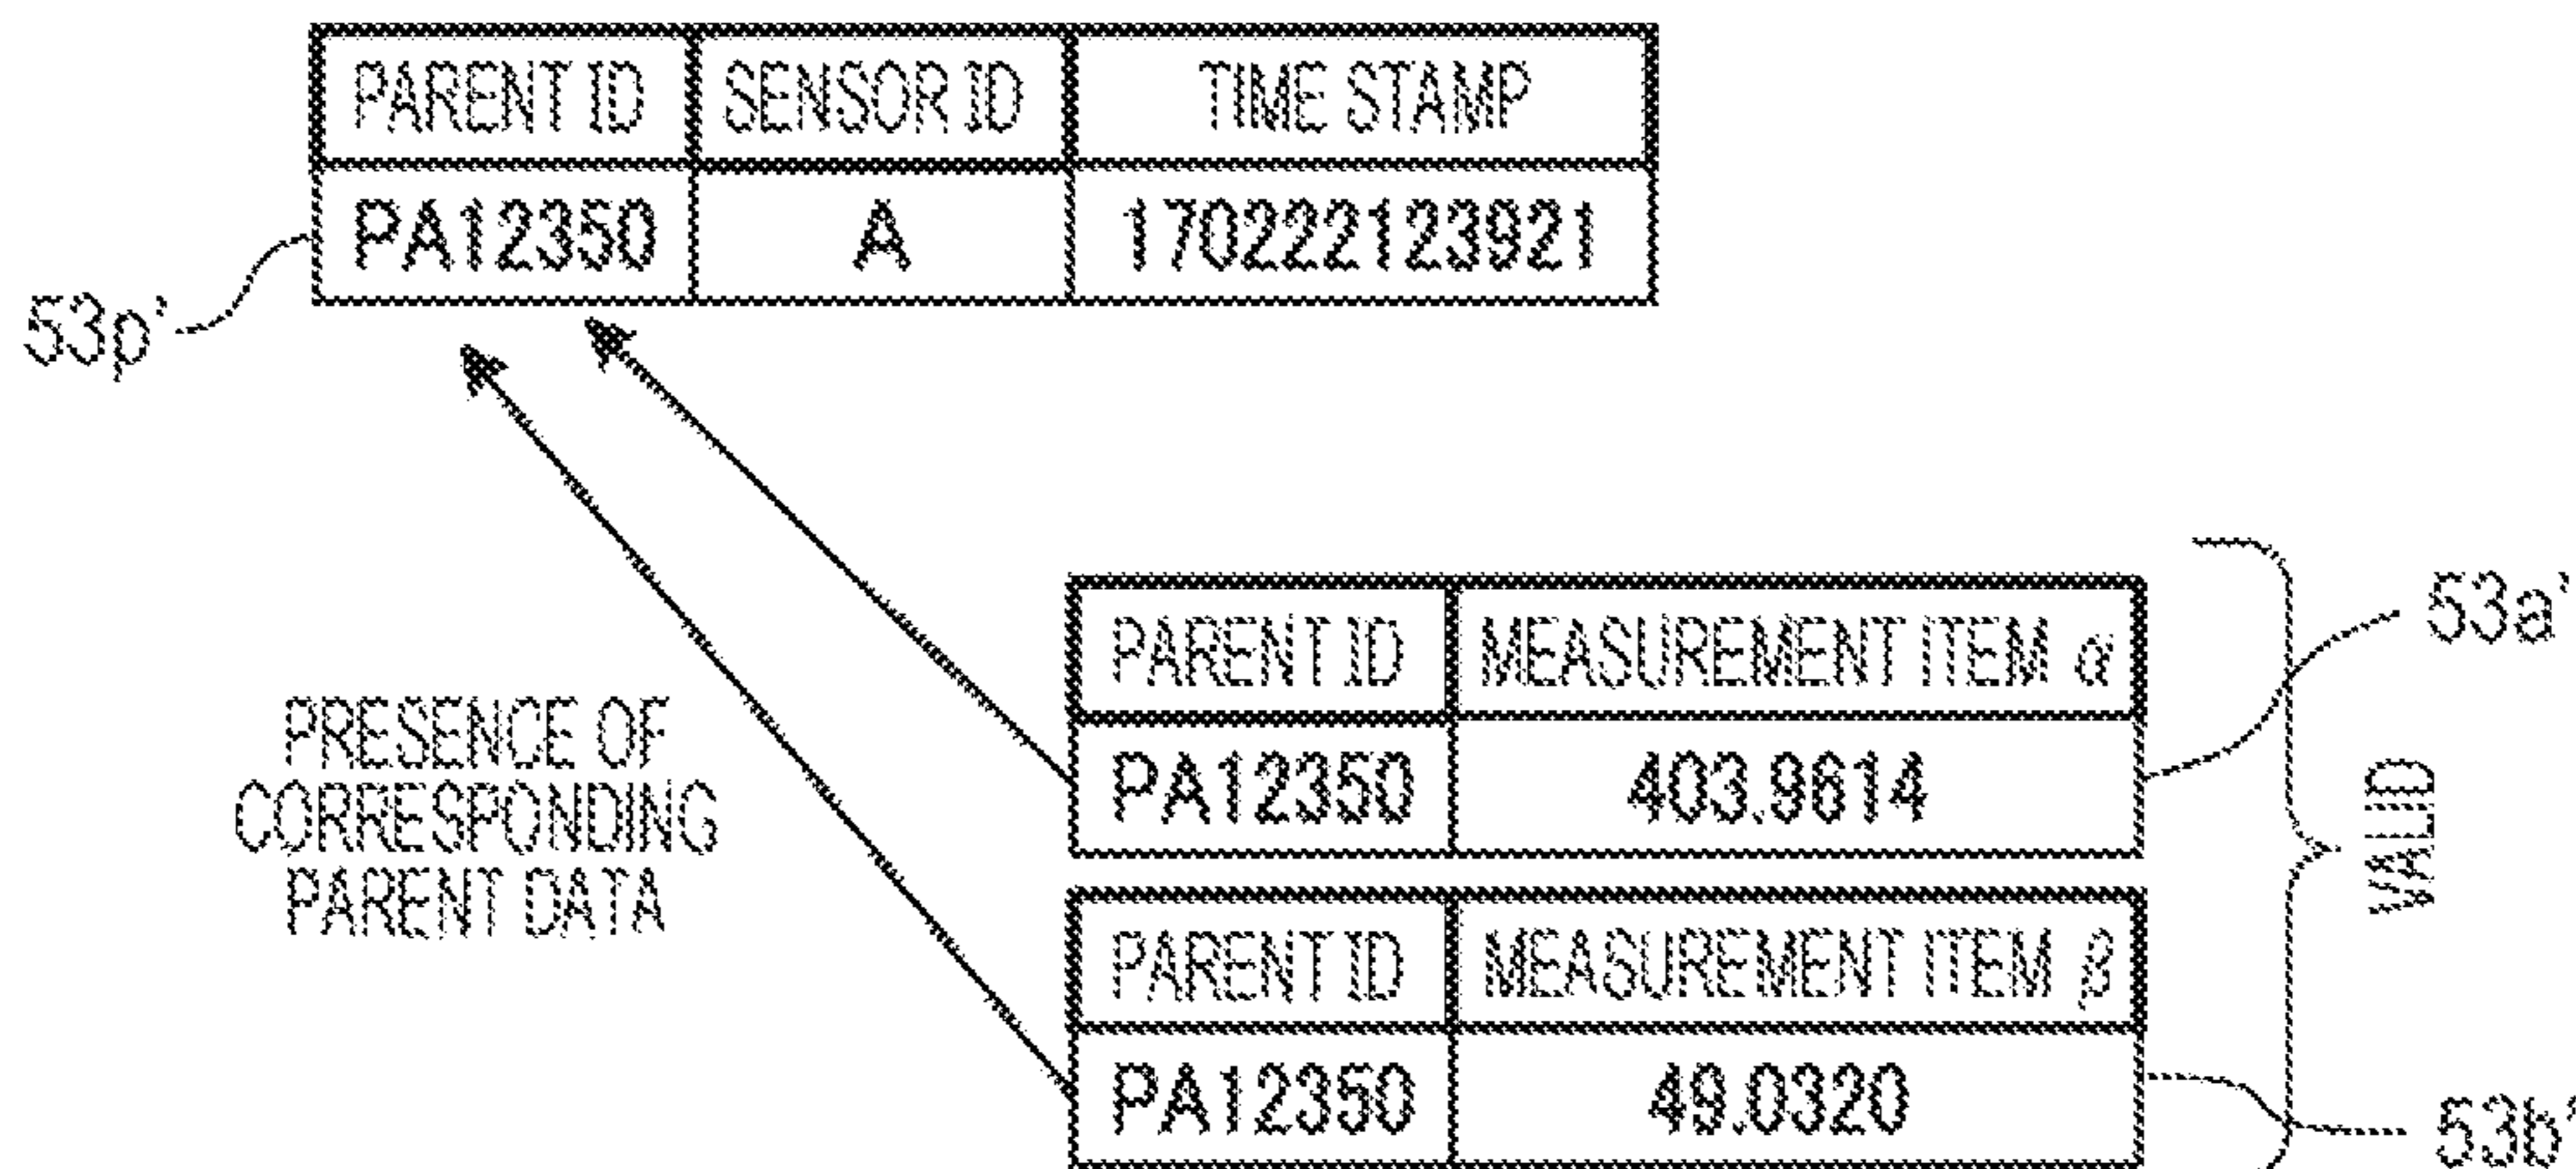 PARENT ID SENSOR ID TIME STAMP
PA12350 A 170222123921
53p'
PARENT ID MEASUREMENT ITEM α
53a'
PA12350 403.9614
PRESENCE OF
CORRESPONDING
PARENT DATA
VALID
PARENT ID MEASUREMENT ITEM β
PA12350 49.0320
53b'